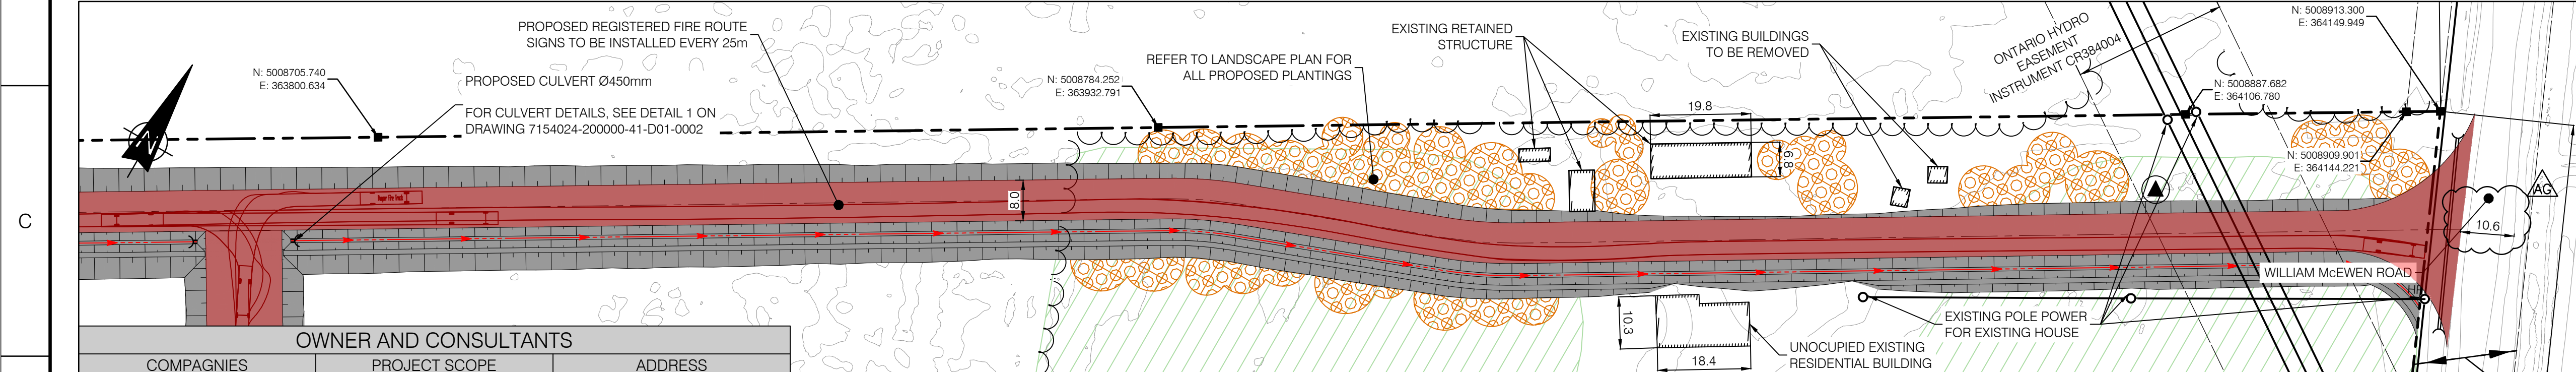 C
N: 5008705.740
E: 363800.634
PROPOSED REGISTERED FIRE ROUTE
SIGNS TO BE INSTALLED EVERY 25m
PROPOSED CULVERT Ø450mm
FOR CULVERT DETAILS, SEE DETAIL 1 ON
DRAWING 7154024-200000-41-D01-0002
N: 5008784.252
E: 363932.791
REFER TO LANDSCAPE PLAN FOR
ALL PROPOSED PLANTINGS
EXISTING RETAINED
STRUCTURE
19.8
6.8
EXISTING BUILDINGS
TO BE REMOVED
ONTARIO HYDRO
EASEMENT
INSTRUMENT CR384004
N: 5008913.300
E: 364149.949
N: 5008887.682
E: 364106.780
N: 5008909.901
E: 364144.221
AG
10.6
8.0
WILLIAM McEWEN ROAD
10.3
18.4
EXISTING POLE POWER
FOR EXISTING HOUSE
UNOCUPIED EXISTING
RESIDENTIAL BUILDING
OWNER AND CONSULTANTS
COMPAGNIES
PROJECT SCOPE
ADDRESS